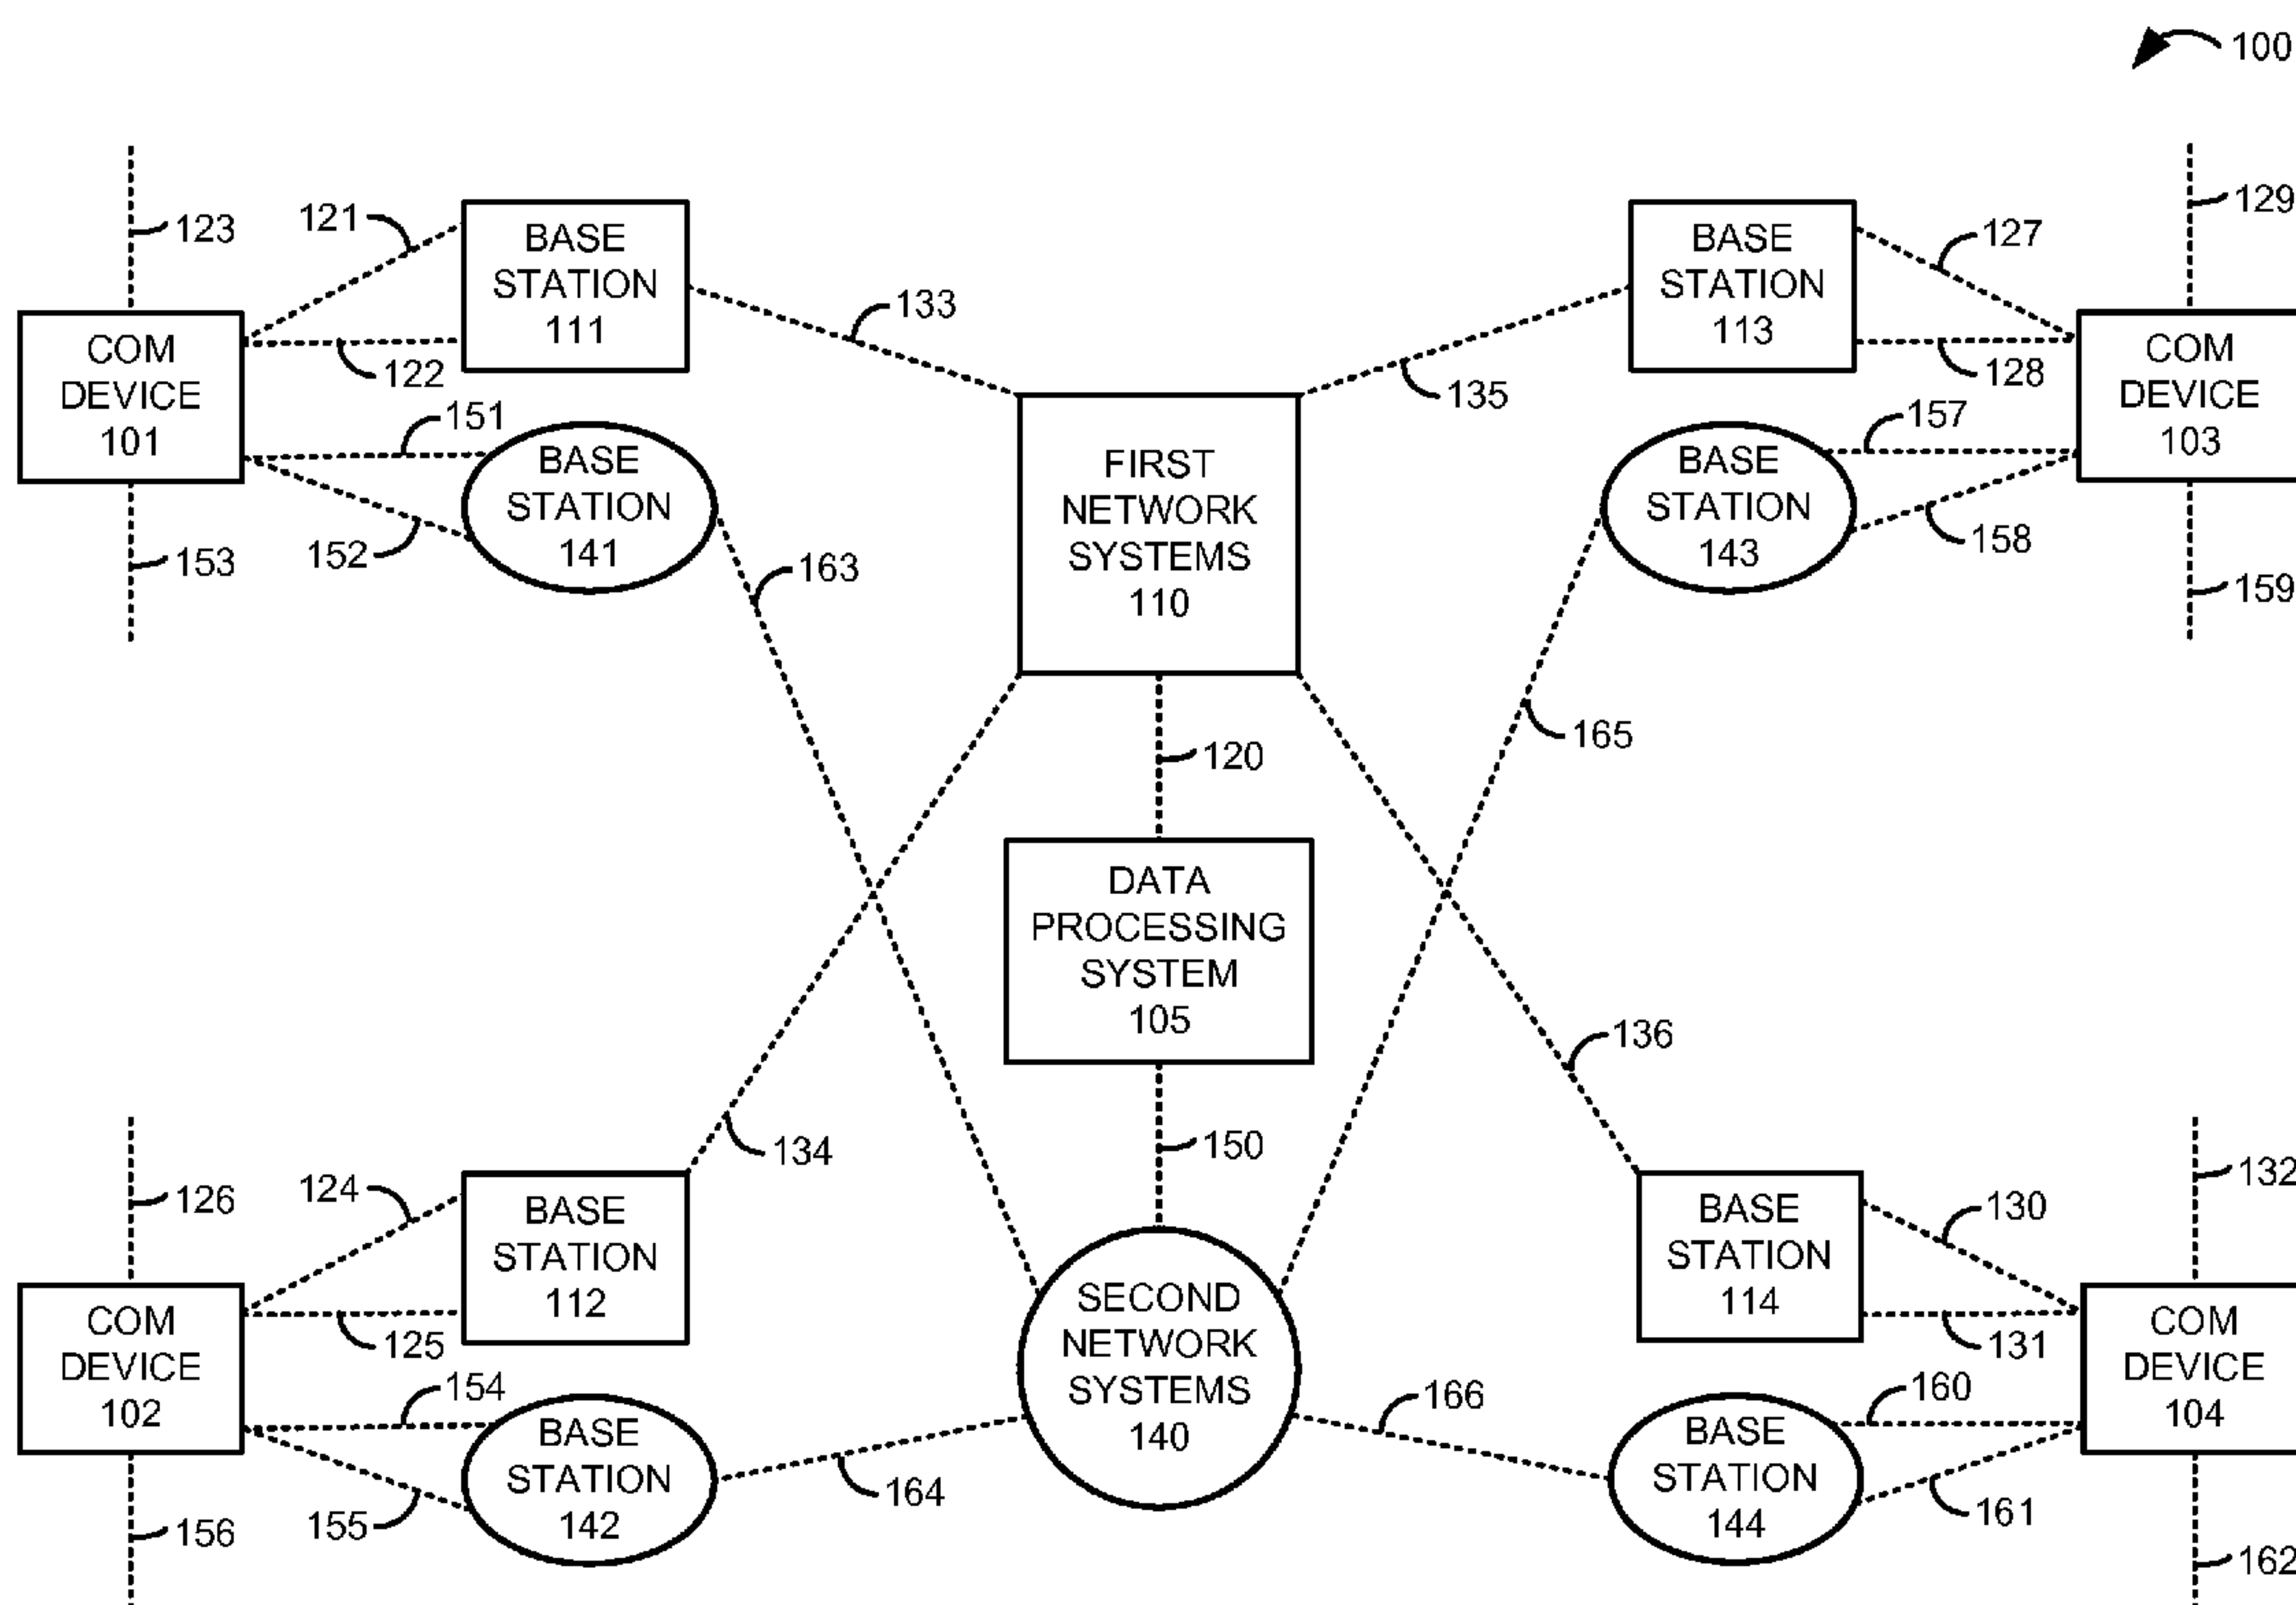 100
123
121
BASE
STATION
111
133
122
COM
DEVICE
101
151
BASE
STATION
141
152
153
163
FIRST
NETWORK
SYSTEMS
110
135
BASE
STATION
113
127
129
128
COM
DEVICE
103
157
BASE
STATION
143
158
159
165
120
DATA
PROCESSING
SYSTEM
105
134
150
136
126
124
BASE
STATION
112
125
COM
DEVICE
102
154
BASE
STATION
142
155
156
164
SECOND
NETWORK
SYSTEMS
140
166
BASE
STATION
114
130
132
131
COM
DEVICE
104
160
BASE
STATION
144
161
162